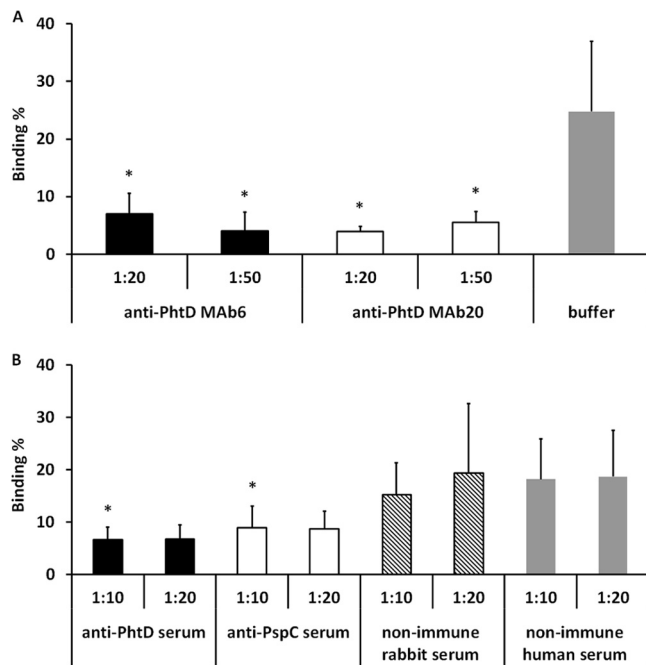 A
Binding %
40
30
20
10
0
* * * *
1:20 1:50 1:20 1:50
anti-PhtD MAb6 anti-PhtD MAb20 buffer
B
Binding %
40
30
20
10
0
* *
1:10 1:20 1:10 1:20 1:10 1:20 1:10 1:20
anti-PhtD serum anti-PspC serum non-immune non-immune
rabbit serum human serum